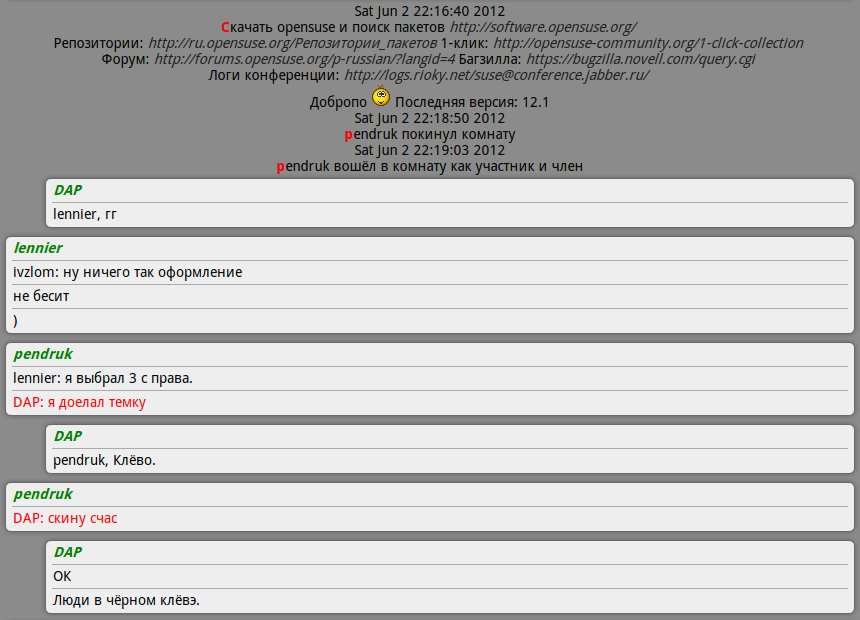 Sat Jun 2 22:16:40 2012
Скачать opensuse и поиск пакетов http://software.opensuse.org/
Репозитории: http://ru.opensuse.org/Репозитории_пакетов 1-клик: http://opensuse-community.org/1-click-collection
Форум: http://forums.opensuse.org/p-russian/?langid=4 Багзилла: https://bugzilla.novell.com/query.cgi
Логи конференции: http://logs.rioky.net/suse@conference.jabber.ru/
Добропо Последняя версия: 12.1
Sat Jun 2 22:18:50 2012
pendruk покинул комнату
Sat Jun 2 22:19:03 2012
pendruk вошёл в комнату как участник и член
DAP
lennier, гг
lennier
ivzlom: ну ничего так оформление
не бесит
)
pendruk
lennier: я выбрал 3 с права.
DAP: я доелал темку
DAP
pendruk, Клёво.
pendruk
DAP: скину счас
DAP
ОК
Люди в чёрном клёвэ.